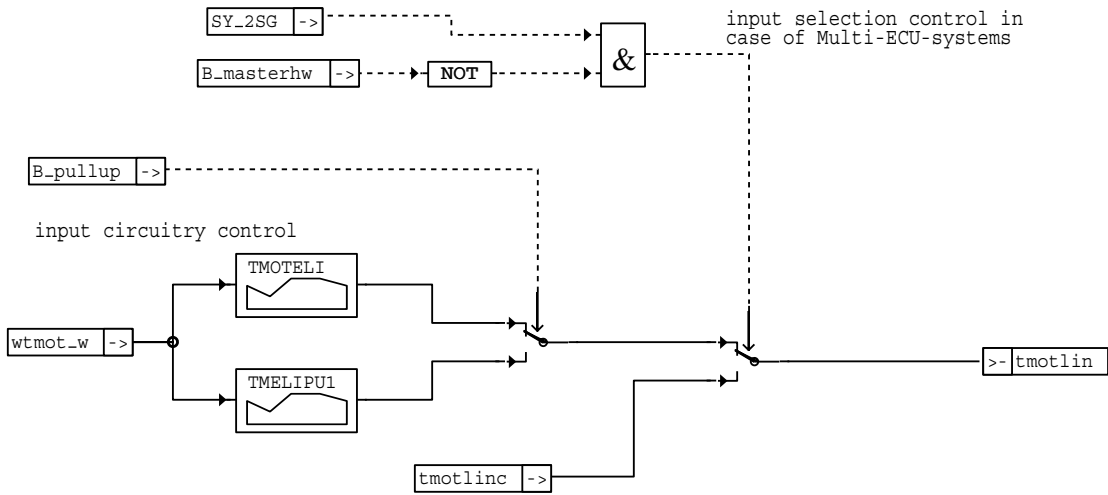 SY_2SG ->
input selection control in
case of Multi-ECU-systems
B_masterhw ->
NOT
&
B_pullup ->
input circuitry control
TMOTELI
wtmot_w ->
>- tmotlin
TMELIPU1
tmotlinc ->